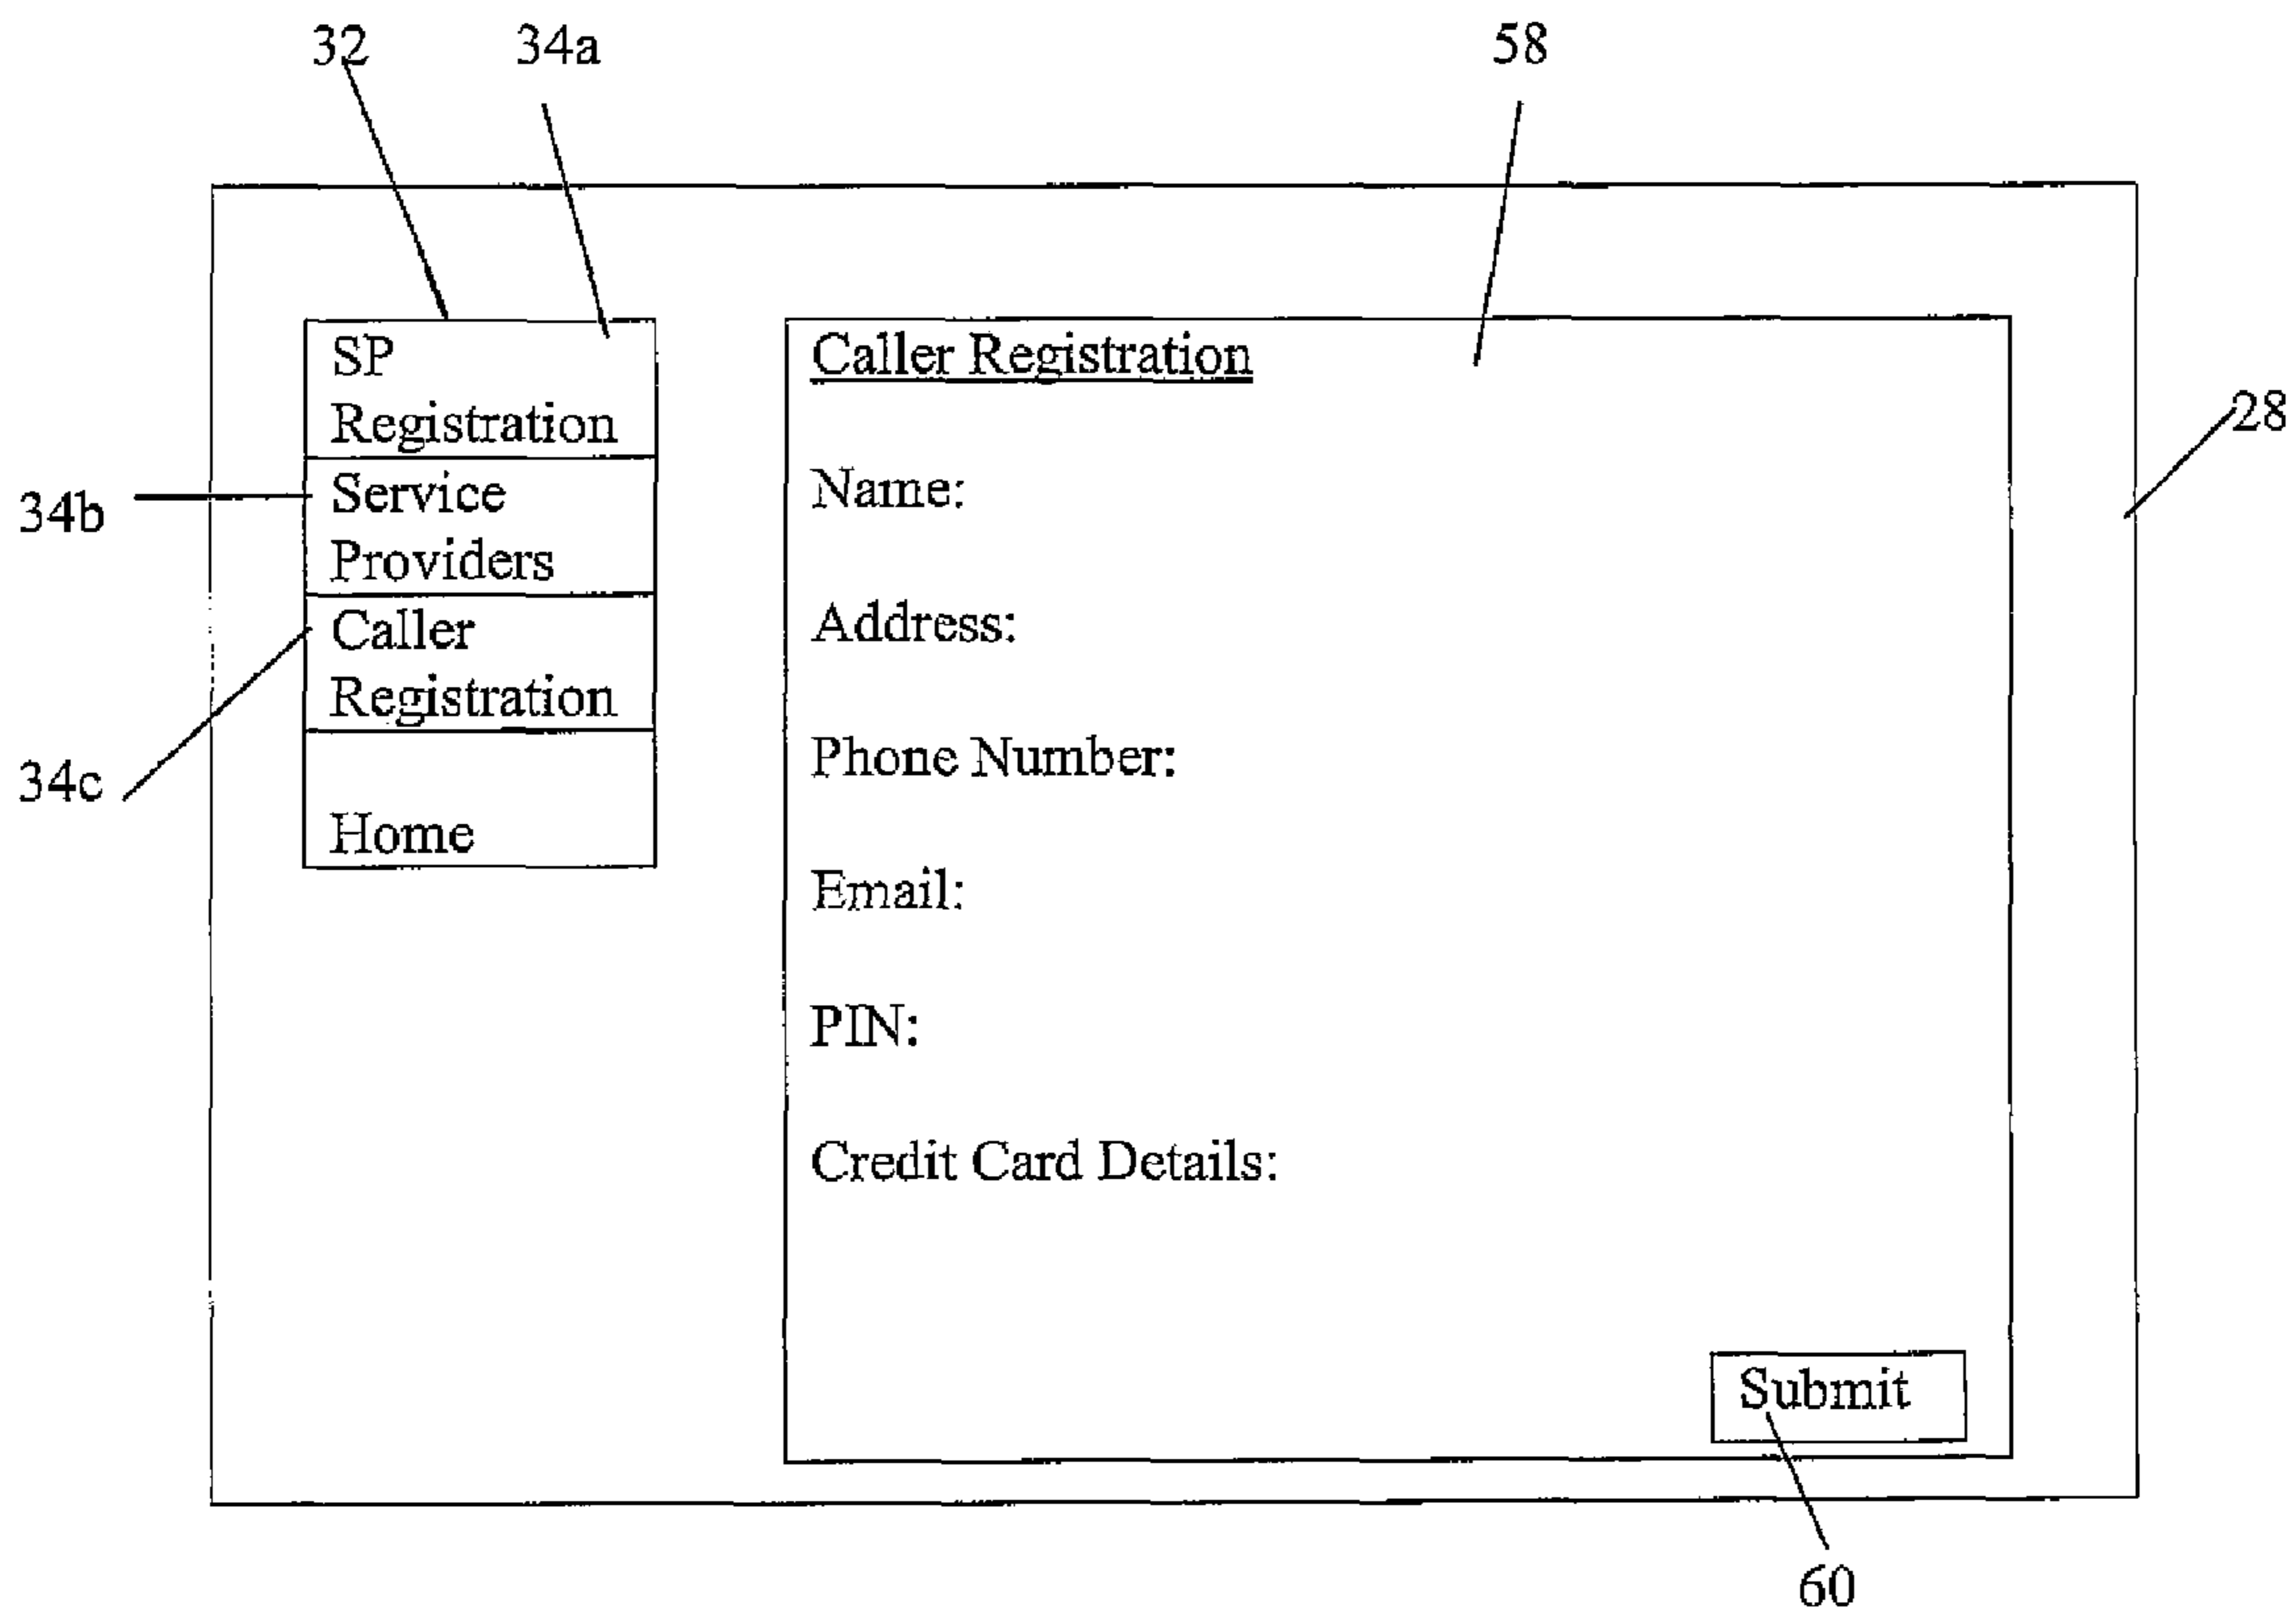 32
34a
58
28
34b
34c
60
SP
Registration
Service
Providers
Caller
Registration
Home
Caller Registration
Name:
Address:
Phone Number:
Email:
PIN:
Credit Card Details:
Submit